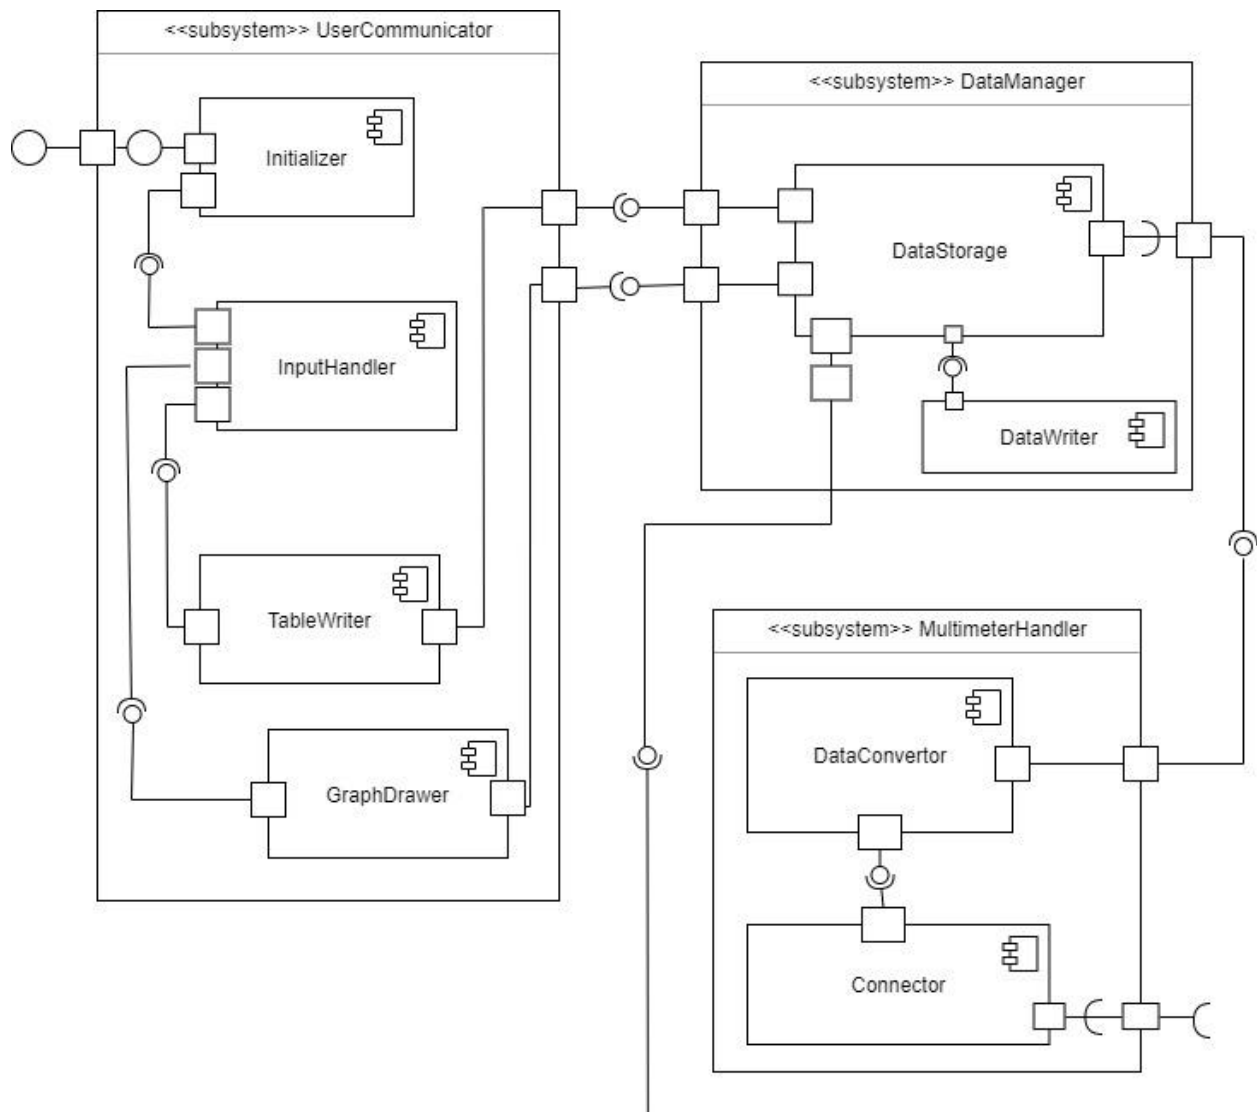 <<subsystem>> UserCommunicator
<<subsystem>> DataManager
Initializer
DataStorage
InputHandler
DataWriter
TableWriter
<<subsystem>> MultimeterHandler
DataConvertor
GraphDrawer
Connector